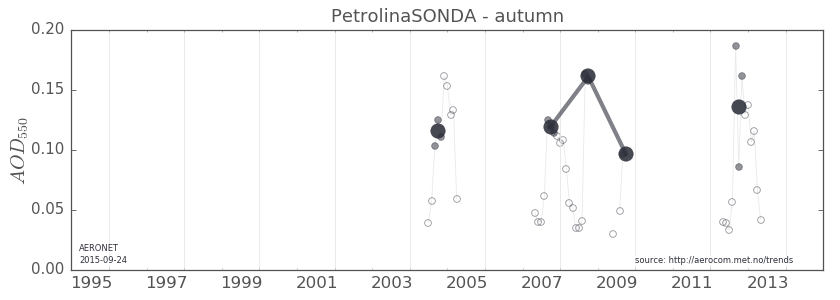 PetrolinaSONDA - autumn
0.20
0.15
0.10
0.05
0.00
AOD550
AERONET
2015-09-24
source: http://aerocom.met.no/trends
1995 1997 1999 2001 2003 2005 2007 2009 2011 2013